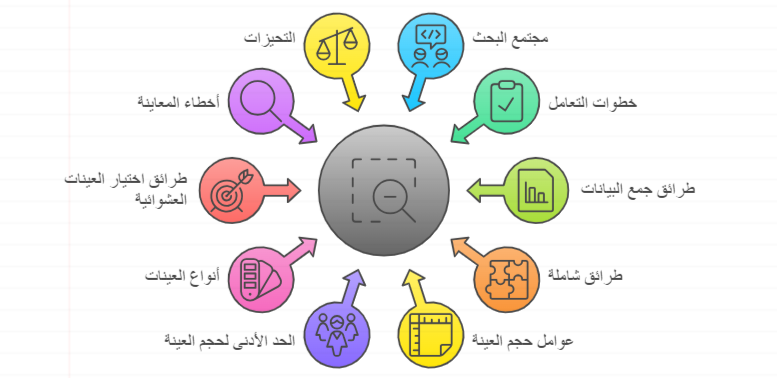 مجتمع البحث
التحيزات
خطوات التعامل
أخطاء المعاينة
طرائق جمع البيانات
طرائق اختيار العينات
العشوائية
طرائق شاملة
أنواع العينات
عوامل حجم العينة
الحد الأدنى لحجم العينة